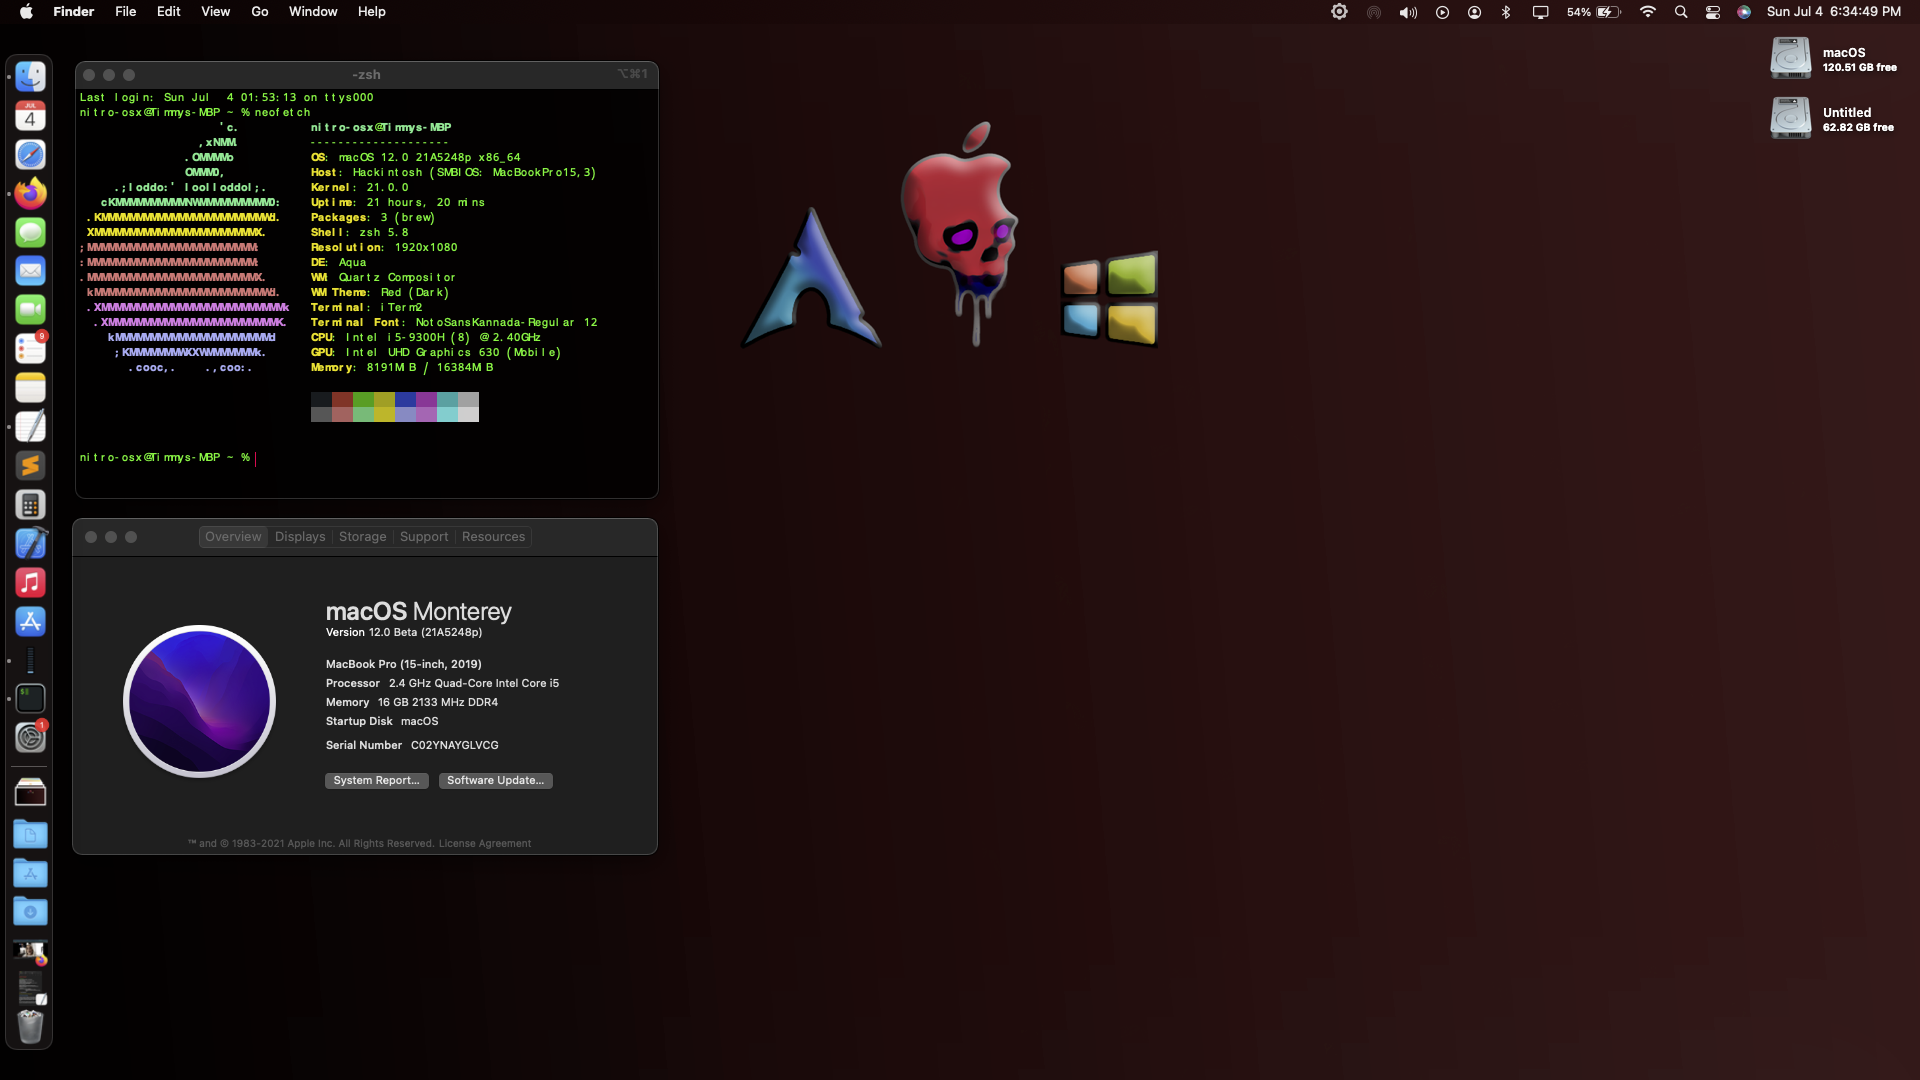 Finder File Edit View Go Window Help
54% Sun Jul 4 6:34:49 PM
macOS
120.51 GB free
Untitled
62.82 GB free
JUL
4
9
1
-zsh
⌥⌘1
Last login: Sun Jul  4 01:53:13 on ttys000
nitro-osx@Timmys-MBP ~ % neofetch
'c.
,xNMM.
.OMMMMo
OMMM0,
.;loddo:' loolloddol;.
cKMMMMMMMMMMNWMMMMMMMMMM0:
.KMMMMMMMMMMMMMMMMMMMMMMMWd.
XMMMMMMMMMMMMMMMMMMMMMMMX.
;MMMMMMMMMMMMMMMMMMMMMMMM:
:MMMMMMMMMMMMMMMMMMMMMMMM:
.MMMMMMMMMMMMMMMMMMMMMMMMX.
kMMMMMMMMMMMMMMMMMMMMMMMMWd.
.XMMMMMMMMMMMMMMMMMMMMMMMMMMk
.XMMMMMMMMMMMMMMMMMMMMMMMMK.
kMMMMMMMMMMMMMMMMMMMMMMd
;KMMMMMMMWXXWMMMMMMMk.
.cooc,.    .,coo:.
nitro-osx@Timmys-MBP
--------------------
OS: macOS 12.0 21A5248p x86_64
Host: Hackintosh (SMBIOS: MacBookPro15,3)
Kernel: 21.0.0
Uptime: 21 hours, 20 mins
Packages: 3 (brew)
Shell: zsh 5.8
Resolution: 1920x1080
DE: Aqua
WM: Quartz Compositor
WM Theme: Red (Dark)
Terminal: iTerm2
Terminal Font: NotoSansKannada-Regular 12
CPU: Intel i5-9300H (8) @ 2.40GHz
GPU: Intel UHD Graphics 630 (Mobile)
Memory: 8191MiB / 16384MiB
nitro-osx@Timmys-MBP ~ %
Overview Displays Storage Support Resources
macOS Monterey
Version 12.0 Beta (21A5248p)
MacBook Pro (15-inch, 2019)
Processor 2.4 GHz Quad-Core Intel Core i5
Memory 16 GB 2133 MHz DDR4
Startup Disk macOS
Serial Number C02YNAYGLVCG
System Report... Software Update...
™ and © 1983-2021 Apple Inc. All Rights Reserved. License Agreement